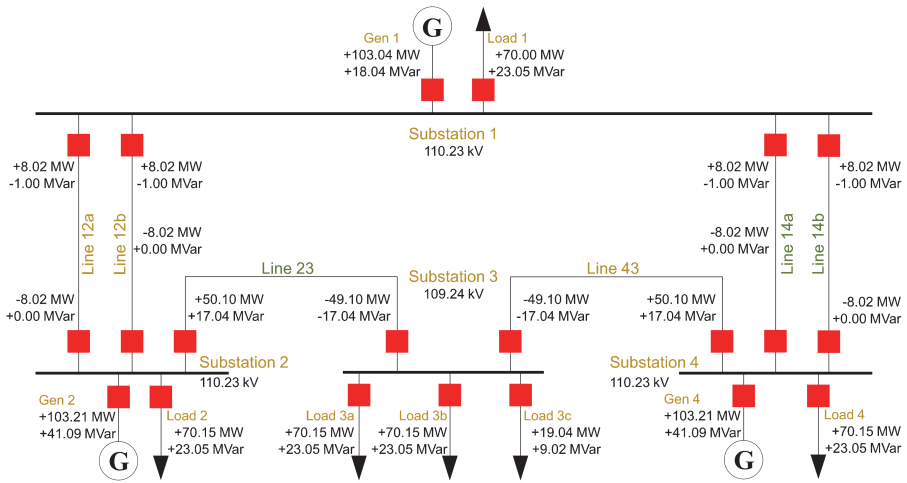 G
Gen 1
+103.04 MW
+18.04 MVar
Load 1
+70.00 MW
+23.05 MVar
Substation 1
110.23 kV
+8.02 MW
-1.00 MVar
+8.02 MW
-1.00 MVar
+8.02 MW
-1.00 MVar
+8.02 MW
-1.00 MVar
Line 12a
Line 12b
-8.02 MW
+0.00 MVar
-8.02 MW
+0.00 MVar
Line 14a
Line 14b
Line 23
Substation 3
109.24 kV
Line 43
-8.02 MW
+0.00 MVar
+50.10 MW
+17.04 MVar
-49.10 MW
-17.04 MVar
-49.10 MW
-17.04 MVar
+50.10 MW
+17.04 MVar
-8.02 MW
+0.00 MVar
Substation 2
110.23 kV
Substation 4
110.23 kV
Gen 2
+103.21 MW
+41.09 MVar
G
Load 2
+70.15 MW
+23.05 MVar
Load 3a
+70.15 MW
+23.05 MVar
Load 3b
+70.15 MW
+23.05 MVar
Load 3c
+19.04 MW
+9.02 MVar
Gen 4
+103.21 MW
+41.09 MVar
G
Load 4
+70.15 MW
+23.05 MVar